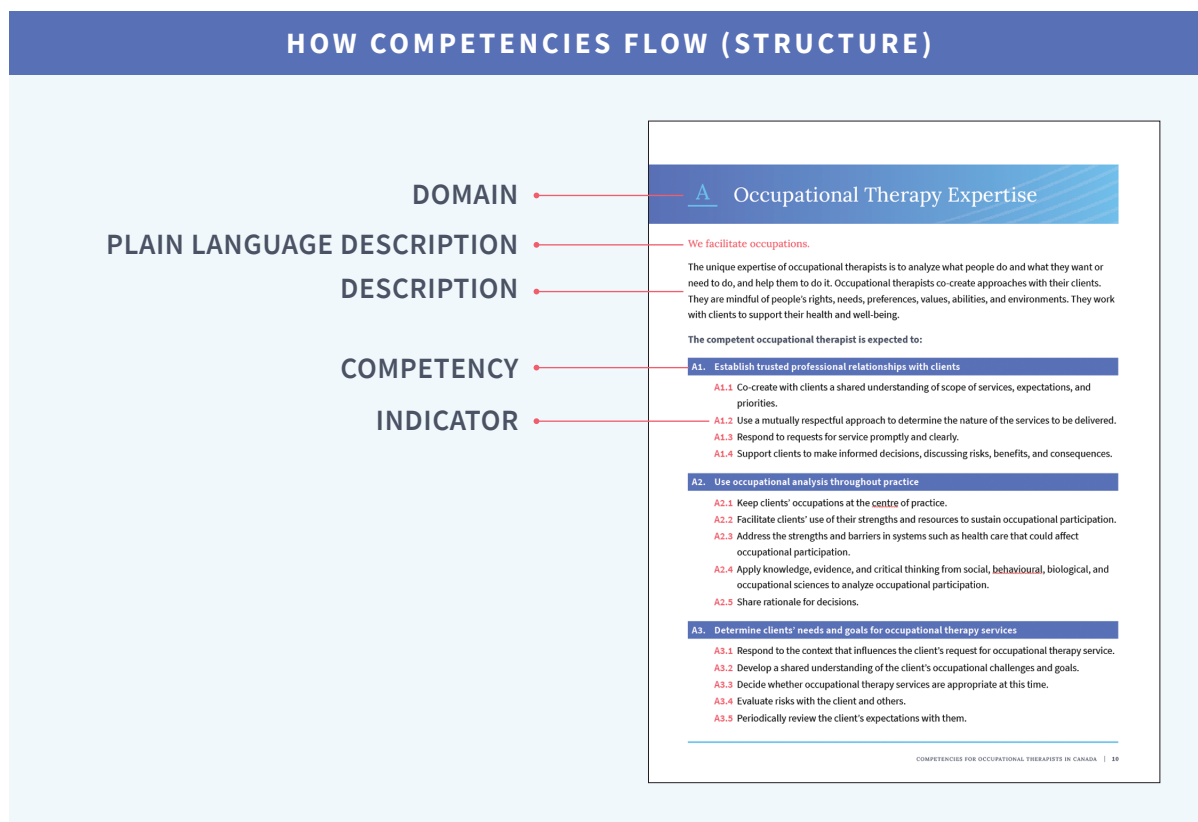 HOW COMPETENCIES FLOW (STRUCTURE)
DOMAIN
PLAIN LANGUAGE DESCRIPTION
DESCRIPTION
COMPETENCY
INDICATOR
A Occupational Therapy Expertise
We facilitate occupations.
The unique expertise of occupational therapists is to analyze what people do and what they want or
need to do, and help them to do it. Occupational therapists co-create approaches with their clients.
They are mindful of people's rights, needs, preferences, values, abilities, and environments. They work
with clients to support their health and well-being.
The competent occupational therapist is expected to:
A1. Establish trusted professional relationships with clients
A1.1 Co-create with clients a shared understanding of scope of services, expectations, and
priorities.
A1.2 Use a mutually respectful approach to determine the nature of the services to be delivered.
A1.3 Respond to requests for service promptly and clearly.
A1.4 Support clients to make informed decisions, discussing risks, benefits, and consequences.
A2. Use occupational analysis throughout practice
A2.1 Keep clients' occupations at the centre of practice.
A2.2 Facilitate clients' use of their strengths and resources to sustain occupational participation.
A2.3 Address the strengths and barriers in systems such as health care that could affect
occupational participation.
A2.4 Apply knowledge, evidence, and critical thinking from social, behavioural, biological, and
occupational sciences to analyze occupational participation.
A2.5 Share rationale for decisions.
A3. Determine clients' needs and goals for occupational therapy services
A3.1 Respond to the context that influences the client's request for occupational therapy service.
A3.2 Develop a shared understanding of the client's occupational challenges and goals.
A3.3 Decide whether occupational therapy services are appropriate at this time.
A3.4 Evaluate risks with the client and others.
A3.5 Periodically review the client's expectations with them.
COMPETENCIES FOR OCCUPATIONAL THERAPISTS IN CANADA | 10